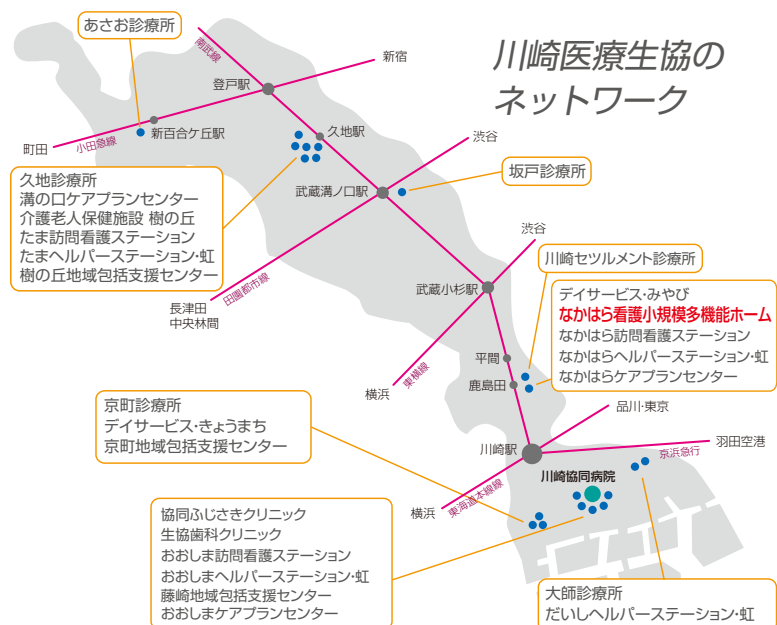 川崎医療生協の
ネットワーク
あさお診療所
南武線
新宿
登戸駅
町田
小田急線
新百合ケ丘駅
久地駅
渋谷
久地診療所
溝の口ケアプランセンター
介護老人保健施設 樹の丘
たま訪問看護ステーション
たまヘルパーステーション・虹
樹の丘地域包括支援センター
武蔵溝ノ口駅
坂戸診療所
長津田
中央林間
田園都市線
渋谷
武蔵小杉駅
川崎セツルメント診療所
デイサービス・みやび
なかはら看護小規模多機能ホーム
なかはら訪問看護ステーション
なかはらヘルパーステーション・虹
なかはらケアプランセンター
平間
鹿島田
横浜
東横線
京町診療所
デイサービス・きょうまち
京町地域包括支援センター
品川・東京
川崎駅
羽田空港
京浜急行
川崎協同病院
横浜
東海道本線線
協同ふじさきクリニック
生協歯科クリニック
おおしま訪問看護ステーション
おおしまヘルパーステーション・虹
藤崎地域包括支援センター
おおしまケアプランセンター
大師診療所
だいしヘルパーステーション・虹